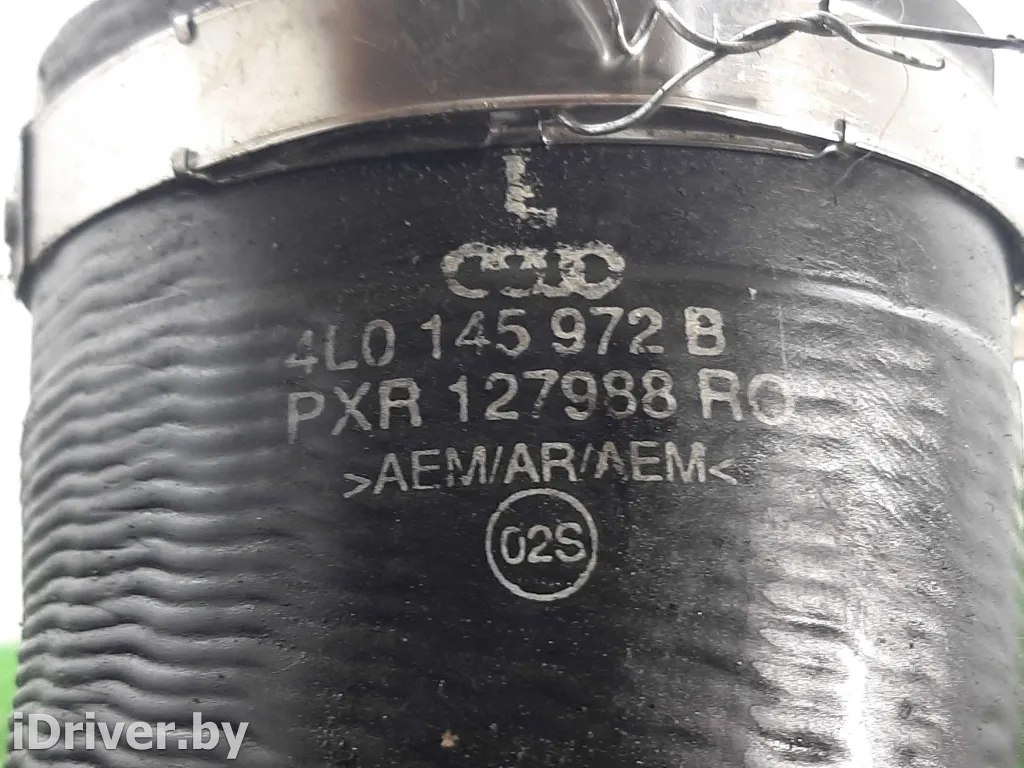 L
4L0 145 972 B
PXR 127988 RO
>AEM/AR/AEM<
02S
iDriver.by